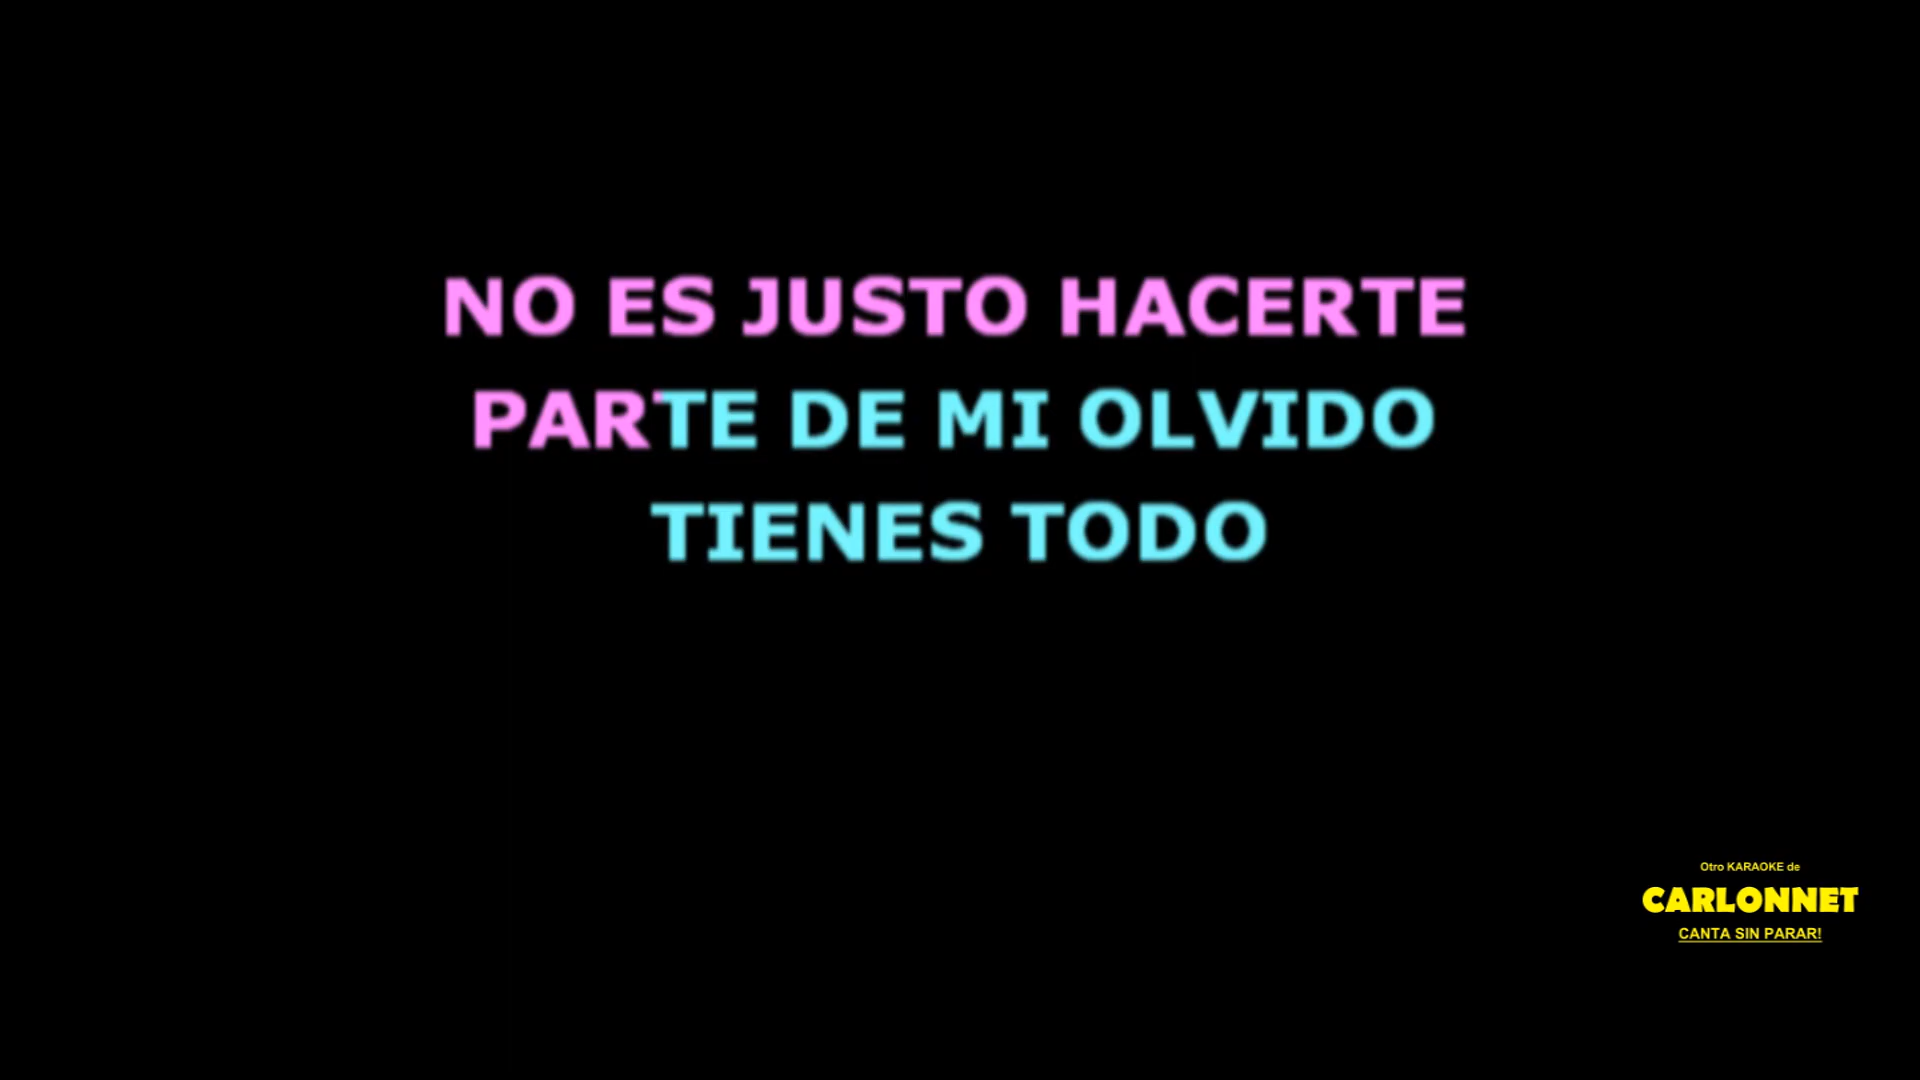 NO ES JUSTO HACERTE
PARTE DE MI OLVIDO
TIENES TODO
Otro KARAOKE de
CARLONNET
CANTA SIN PARAR!